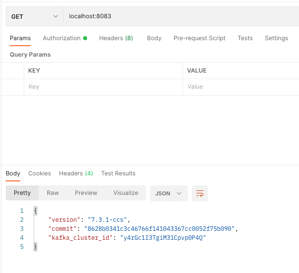 GET localhost:8083
Params Authorization Headers (8) Body Pre-request Script Tests Settings
Query Params
KEY VALUE
Key Value
Body Cookies Headers (4) Test Results
Pretty Raw Preview Visualize JSON
1 {
2 "version": "7.3.1-ccs",
3 "commit": "8628b0341c3c46766f141043367cc0052f75b090",
4 "kafka_cluster_id": "y4rGc1I3TgiM31Cpvp0P4Q"
5 }